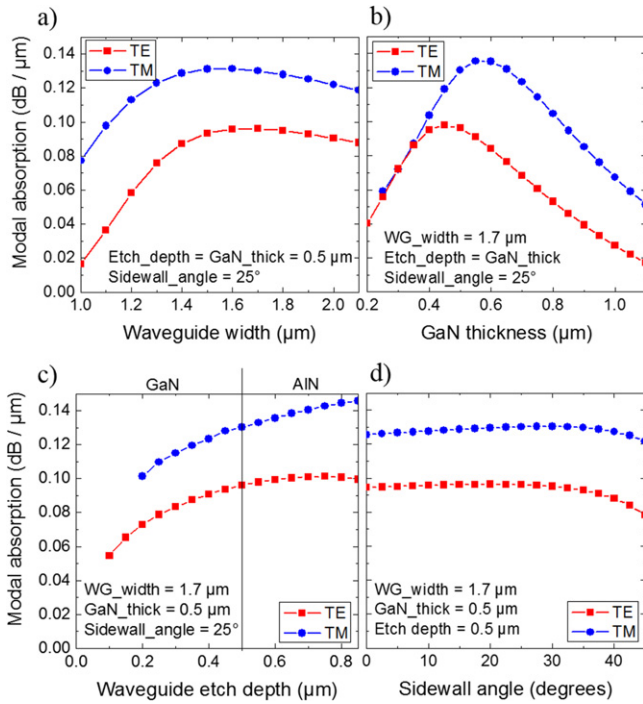 a)
TE
TM
Modal absorption (dB / µm)
0.14
0.12
0.10
0.08
0.06
0.04
0.02
0.00
Etch_depth = GaN_thick = 0.5 µm
Sidewall_angle = 25°
1.0 1.2 1.4 1.6 1.8 2.0
Waveguide width (µm)
b)
TE
TM
WG_width = 1.7 µm
Etch_depth = GaN_thick
Sidewall_angle = 25°
0.2 0.4 0.6 0.8 1.0
GaN thickness (µm)
c)
GaN AlN
Modal absorption (dB / µm)
0.14
0.12
0.10
0.08
0.06
0.04
0.02
0.00
WG_width = 1.7 µm
GaN_thick = 0.5 µm
Sidewall_angle = 25°
TE
TM
0.0 0.2 0.4 0.6 0.8
Waveguide etch depth (µm)
d)
WG_width = 1.7 µm
GaN_thick = 0.5 µm
Etch depth = 0.5 µm
TE
TM
0 10 20 30 40
Sidewall angle (degrees)